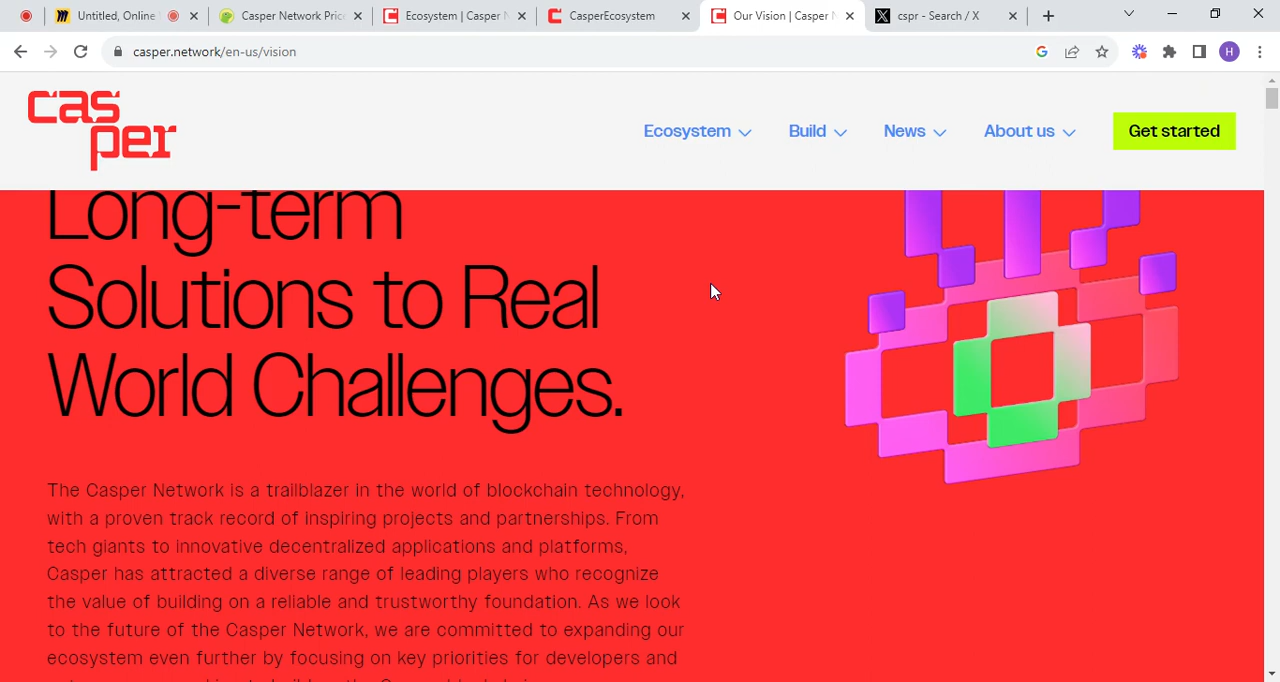 Untitled, Online
Casper Network Price
Ecosystem | Casper N
CasperEcosystem
Our Vision | Casper N
cspr - Search / X
casper.network/en-us/vision
H
cas
per
Ecosystem
Build
News
About us
Get started
Long-term
Solutions to Real
World Challenges.
The Casper Network is a trailblazer in the world of blockchain technology,
with a proven track record of inspiring projects and partnerships. From
tech giants to innovative decentralized applications and platforms,
Casper has attracted a diverse range of leading players who recognize
the value of building on a reliable and trustworthy foundation. As we look
to the future of the Casper Network, we are committed to expanding our
ecosystem even further by focusing on key priorities for developers and